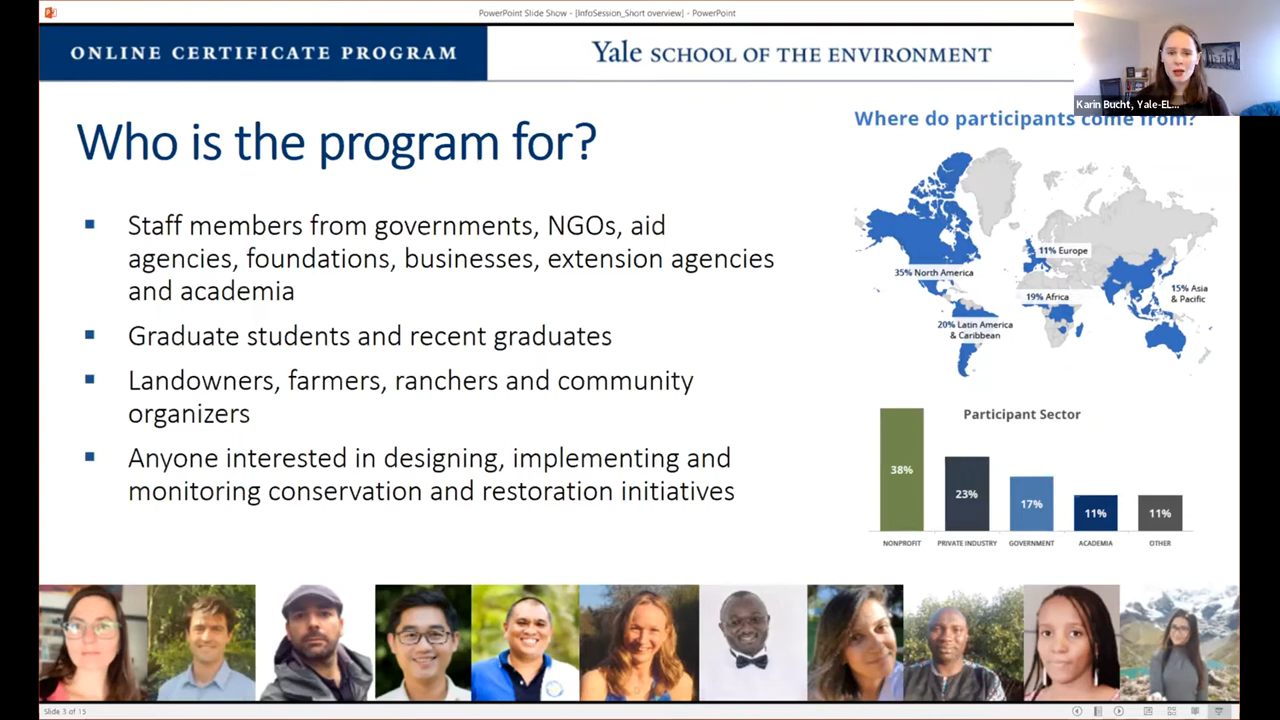 PowerPoint Slide Show - [InfoSession_Short overview] - PowerPoint
ONLINE CERTIFICATE PROGRAM
Yale SCHOOL OF THE ENVIRONMENT
Karin Bucht, Yale-EL...
Who is the program for?
Staff members from governments, NGOs, aid
agencies, foundations, businesses, extension agencies
and academia
Graduate students and recent graduates
Landowners, farmers, ranchers and community
organizers
Anyone interested in designing, implementing and
monitoring conservation and restoration initiatives
Where do participants come from?
11% Europe
35% North America
19% Africa
15% Asia
& Pacific
20% Latin America
& Caribbean
Participant Sector
38%
23%
17%
11%
11%
NONPROFIT
PRIVATE INDUSTRY
GOVERNMENT
ACADEMIA
OTHER
Slide 3 of 15